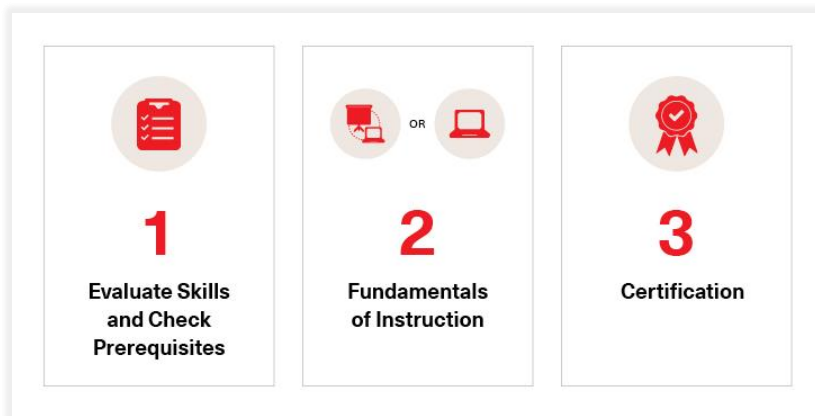 1
Evaluate Skills
and Check
Prerequisites
OR
2
Fundamentals
of Instruction
3
Certification